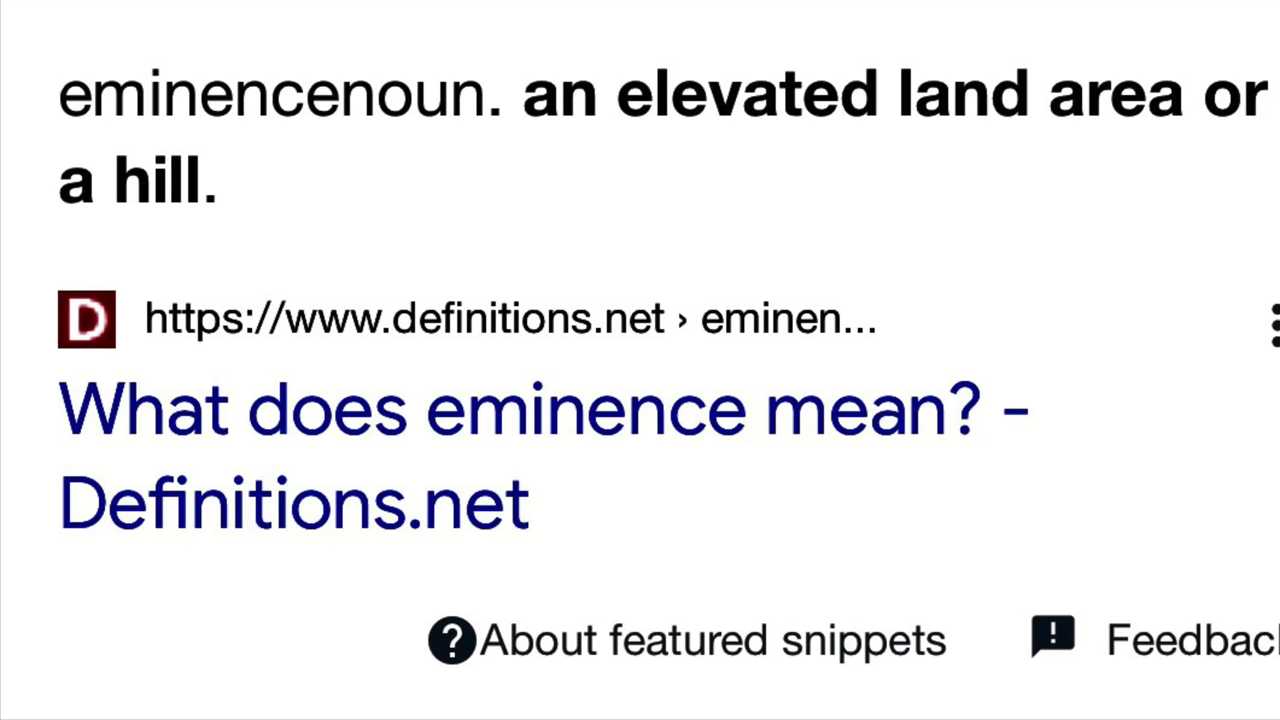 eminencenoun. an elevated land area or
a hill.
D
https://www.definitions.net › eminen...
What does eminence mean? -
Definitions.net
?About featured snippets
! Feedback